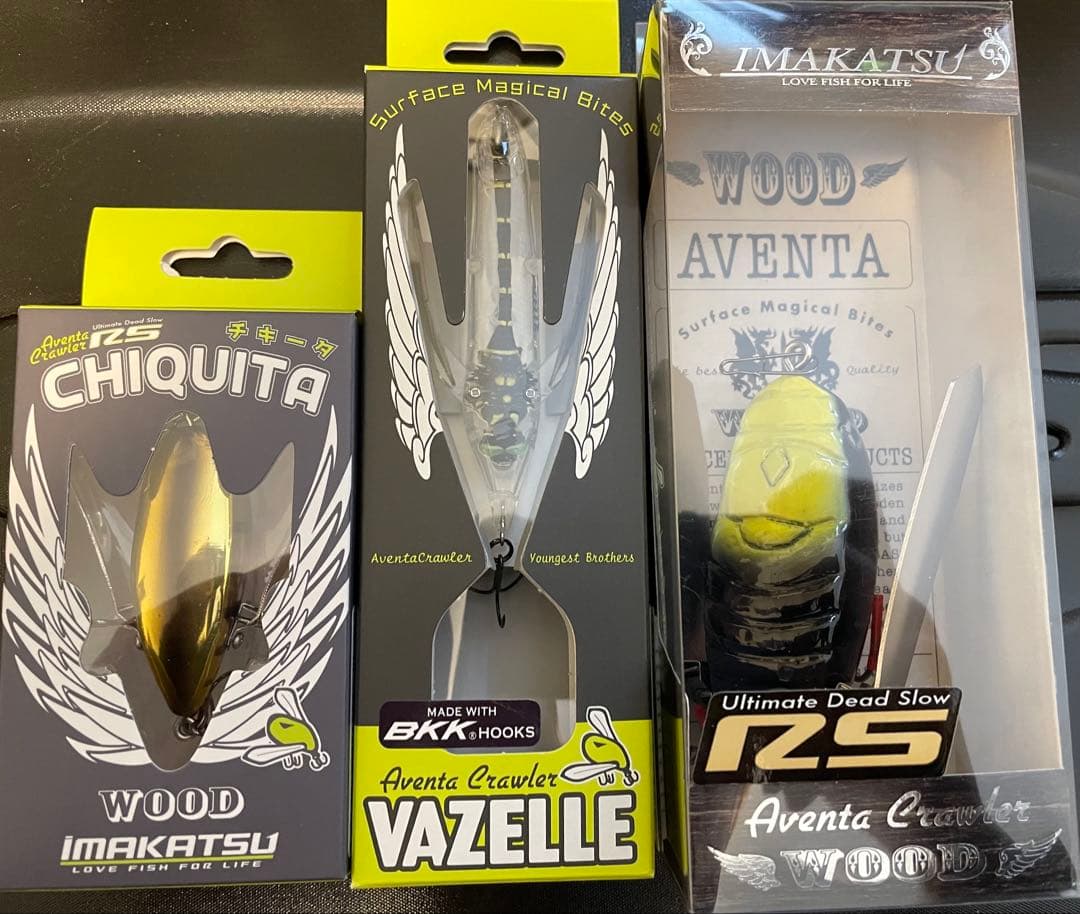 Aventa
Crawler
Ultimate Dead Slow
RS
チキータ
CHIQUITA
WOOD
IMAKATSU
LOVE FISH FOR LIFE
Surface Magical Bites
AventaCrawler
Youngest Brothers
MADE WITH
BKK® HOOKS
Aventa Crawler
VAZELLE
IMAKATSU
LOVE FISH FOR LIFE
WOOD
AVENTA
Surface Magical Bites
Quality
Ultimate Dead Slow
RS
Aventa Crawler
WOOD